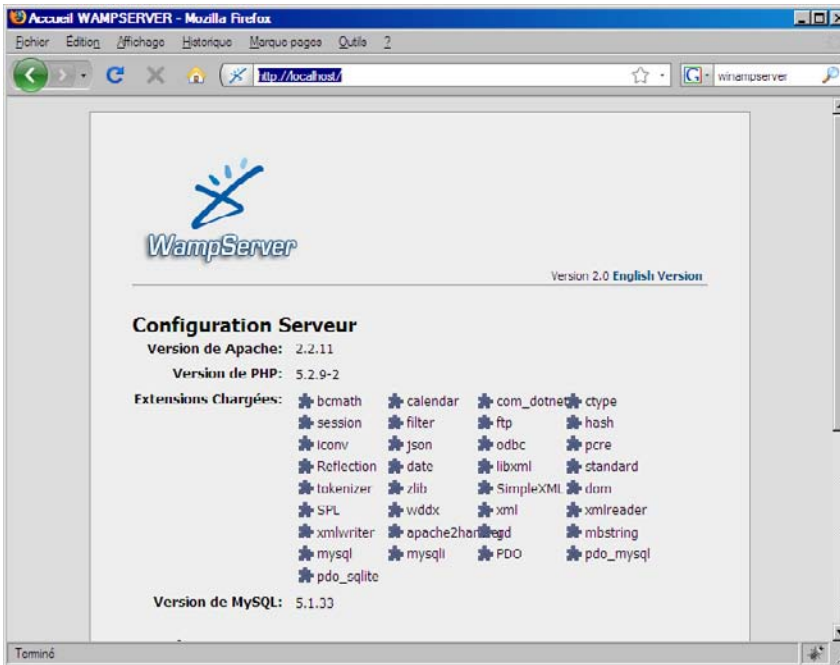 Accueil WAMPSERVER - Mozilla Firefox
Fichier Édition Affichage Historique Marque-pages Outils ?
http://localhost/ winampserver
WampServer
Version 2.0 English Version
Configuration Serveur
Version de Apache: 2.2.11
Version de PHP: 5.2.9-2
Extensions Chargées: bcmath calendar com_dotnet ctype
session filter ftp hash
iconv json odbc pcre
Reflection date libxml standard
tokenizer zlib SimpleXML dom
SPL wddx xml xmlreader
xmlwriter apache2handler gd mbstring
mysql mysqli PDO pdo_mysql
pdo_sqlite
Version de MySQL: 5.1.33
Terminé